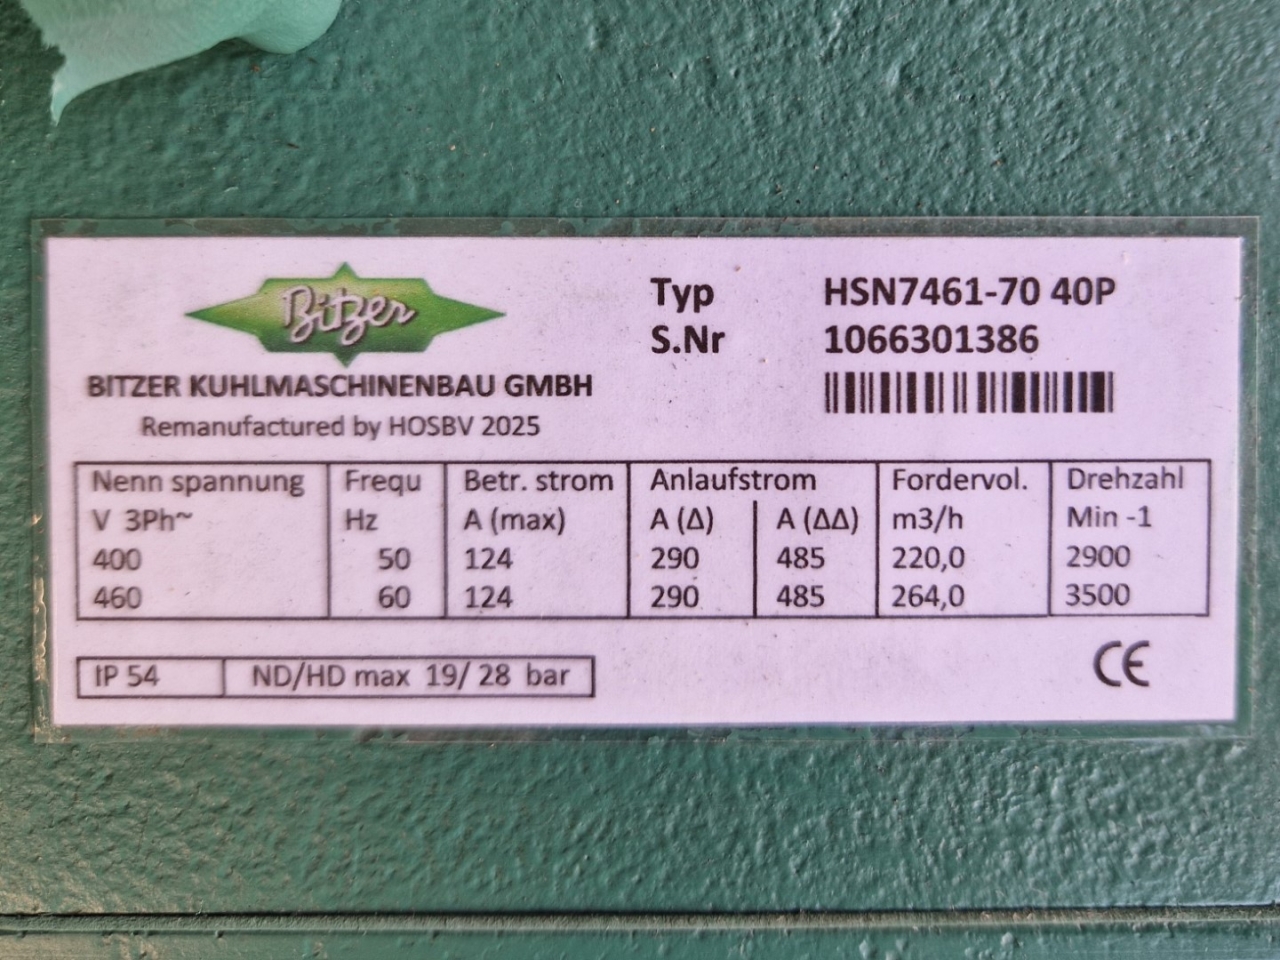 Bitzer
BITZER KUHLMASCHINENBAU GMBH
Remanufactured by HOSBV 2025
Typ HSN7461-70 40P
S.Nr 1066301386
Nenn spannung Frequ Betr. strom Anlaufstrom Fordervol. Drehzahl
V 3Ph~ Hz A (max) A (Δ) A (ΔΔ) m3/h Min -1
400 50 124 290 485 220,0 2900
460 60 124 290 485 264,0 3500
IP 54 ND/HD max 19/ 28 bar
CE